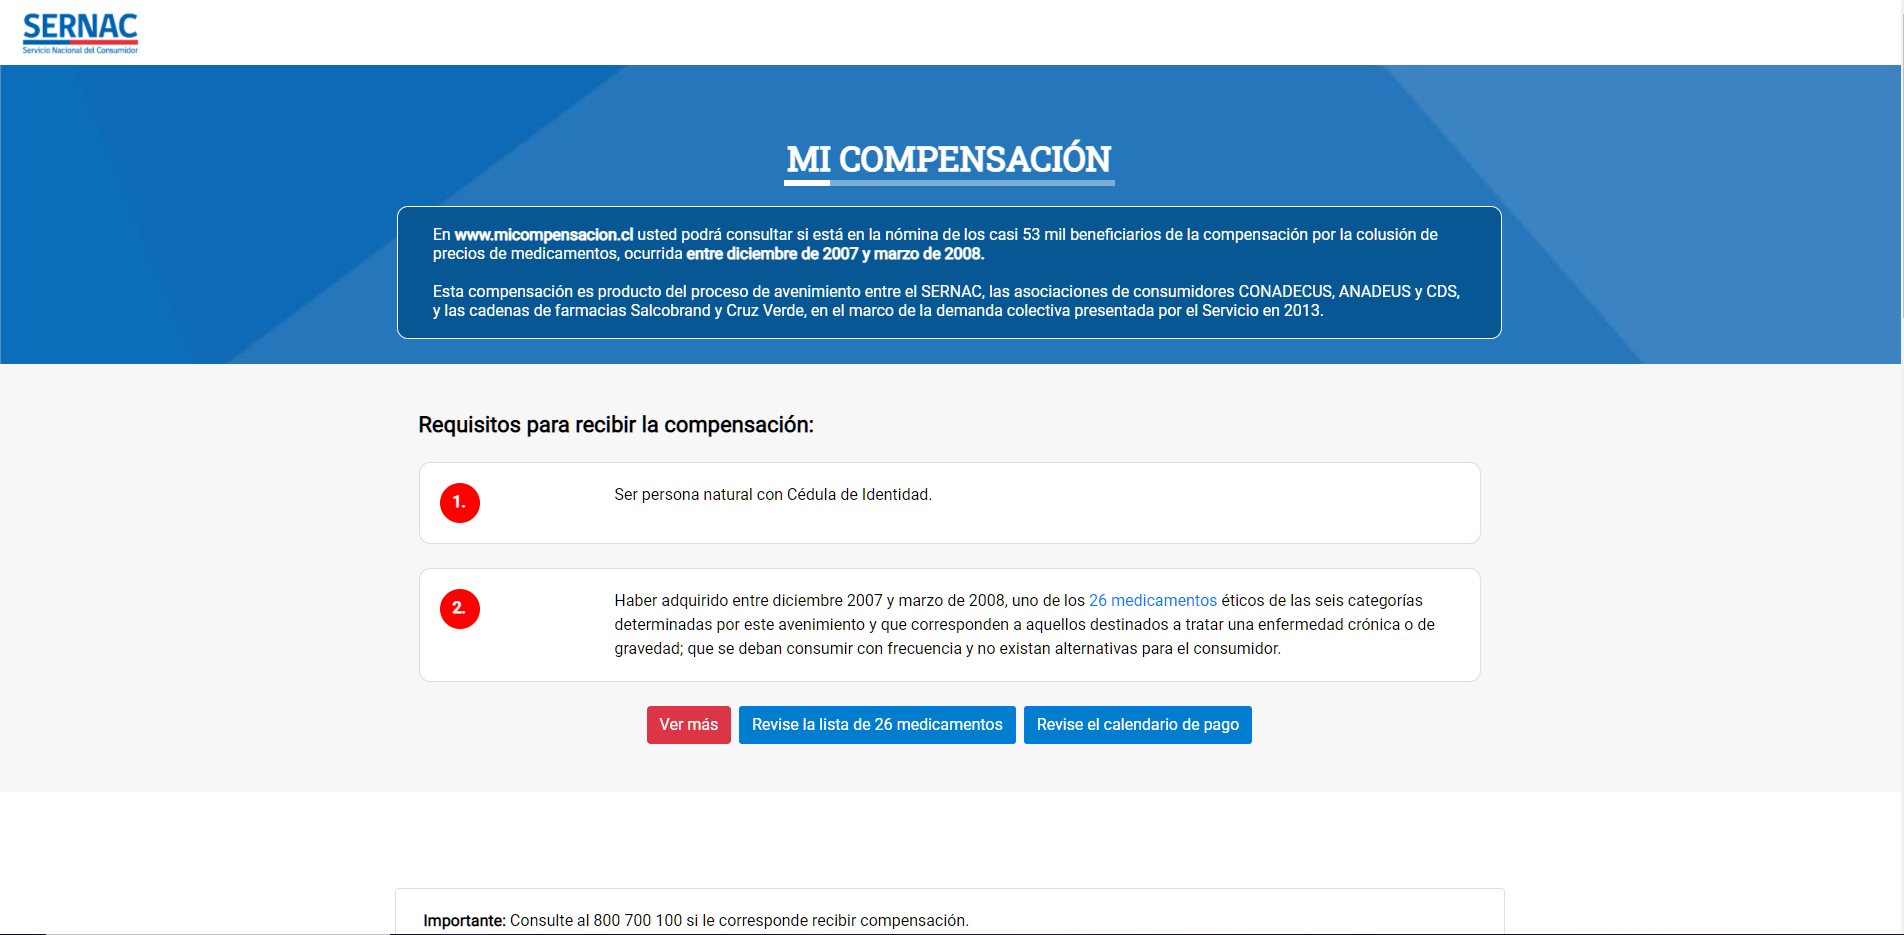 SERNAC
Servicio Nacional del Consumidor
MI COMPENSACIÓN
En www.micompensacion.cl usted podrá consultar si está en la nómina de los casi 53 mil beneficiarios de la compensación por la colusión de
precios de medicamentos, ocurrida entre diciembre de 2007 y marzo de 2008.
Esta compensación es producto del proceso de avenimiento entre el SERNAC, las asociaciones de consumidores CONADECUS, ANADEUS y CDS,
y las cadenas de farmacias Salcobrand y Cruz Verde, en el marco de la demanda colectiva presentada por el Servicio en 2013.
Requisitos para recibir la compensación:
1.
Ser persona natural con Cédula de Identidad.
2.
Haber adquirido entre diciembre 2007 y marzo de 2008, uno de los 26 medicamentos éticos de las seis categorías
determinadas por este avenimiento y que corresponden a aquellos destinados a tratar una enfermedad crónica o de
gravedad; que se deban consumir con frecuencia y no existan alternativas para el consumidor.
Ver más
Revise la lista de 26 medicamentos
Revise el calendario de pago
Importante: Consulte al 800 700 100 si le corresponde recibir compensación.